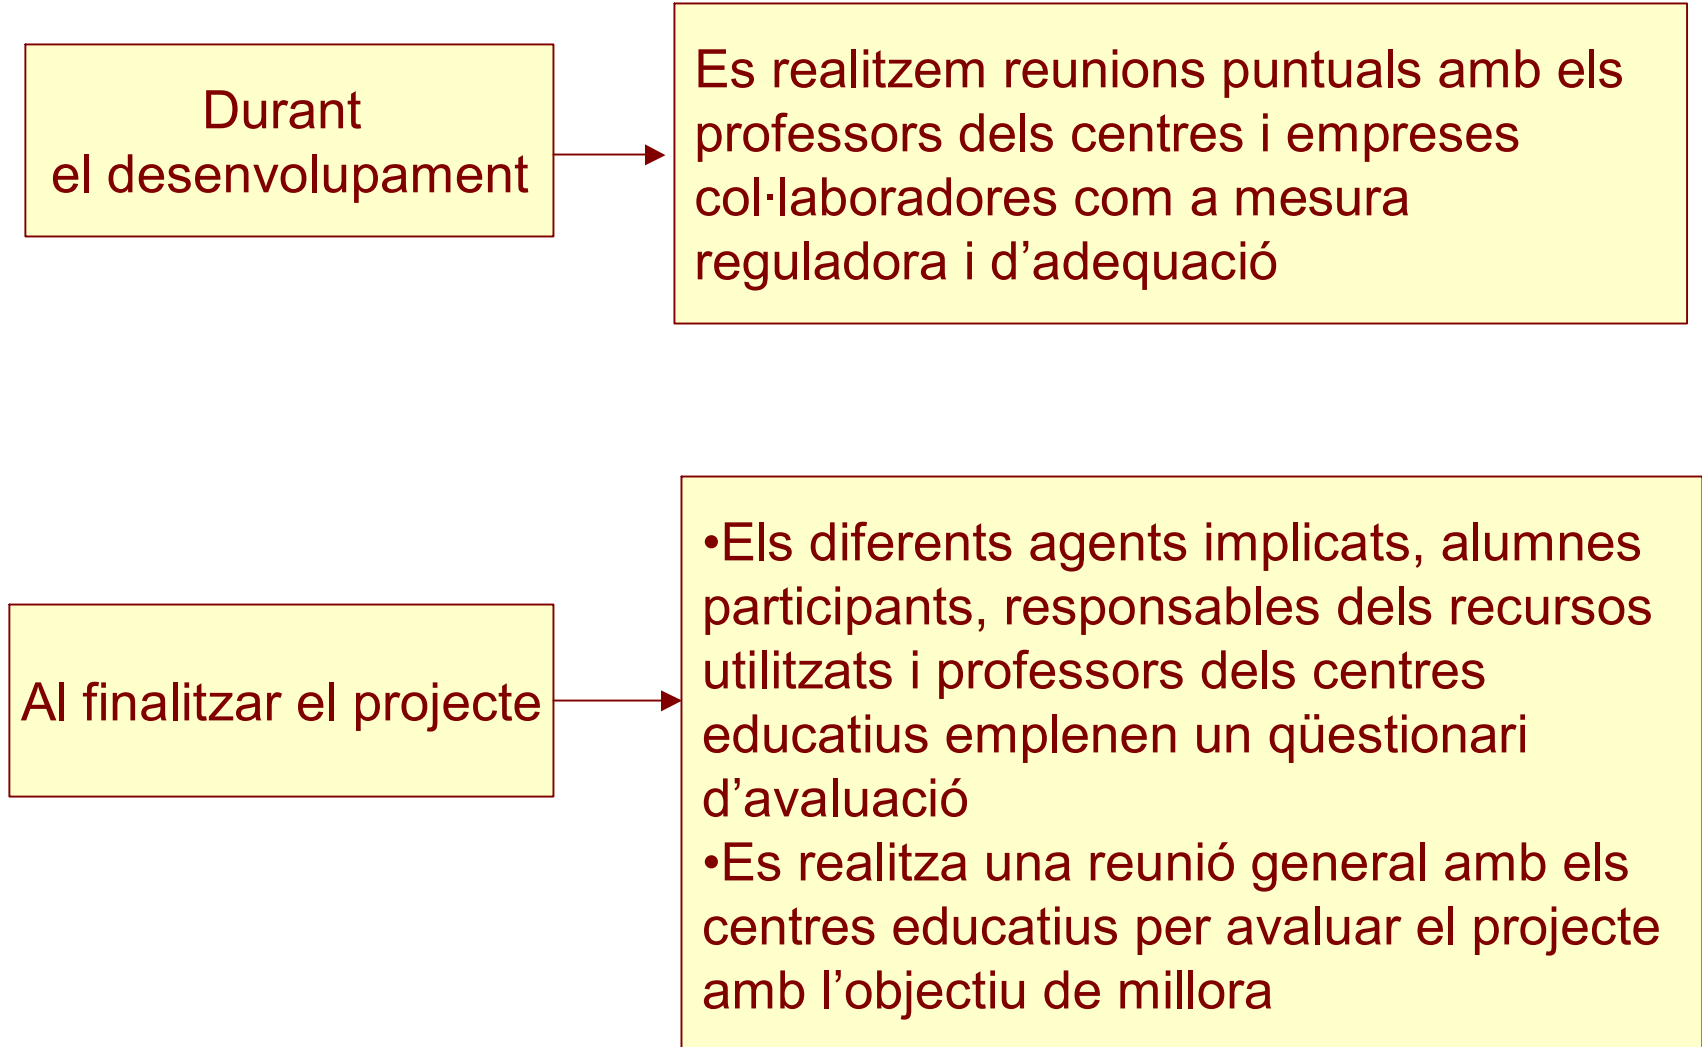 Durant
el desenvolupament
Es realitzem reunions puntuals amb els
professors dels centres i empreses
col·laboradores com a mesura
reguladora i d’adequació
Al finalitzar el projecte
•Els diferents agents implicats, alumnes
participants, responsables dels recursos
utilitzats i professors dels centres
educatius emplenen un qüestionari
d’avaluació
•Es realitza una reunió general amb els
centres educatius per avaluar el projecte
amb l’objectiu de millora